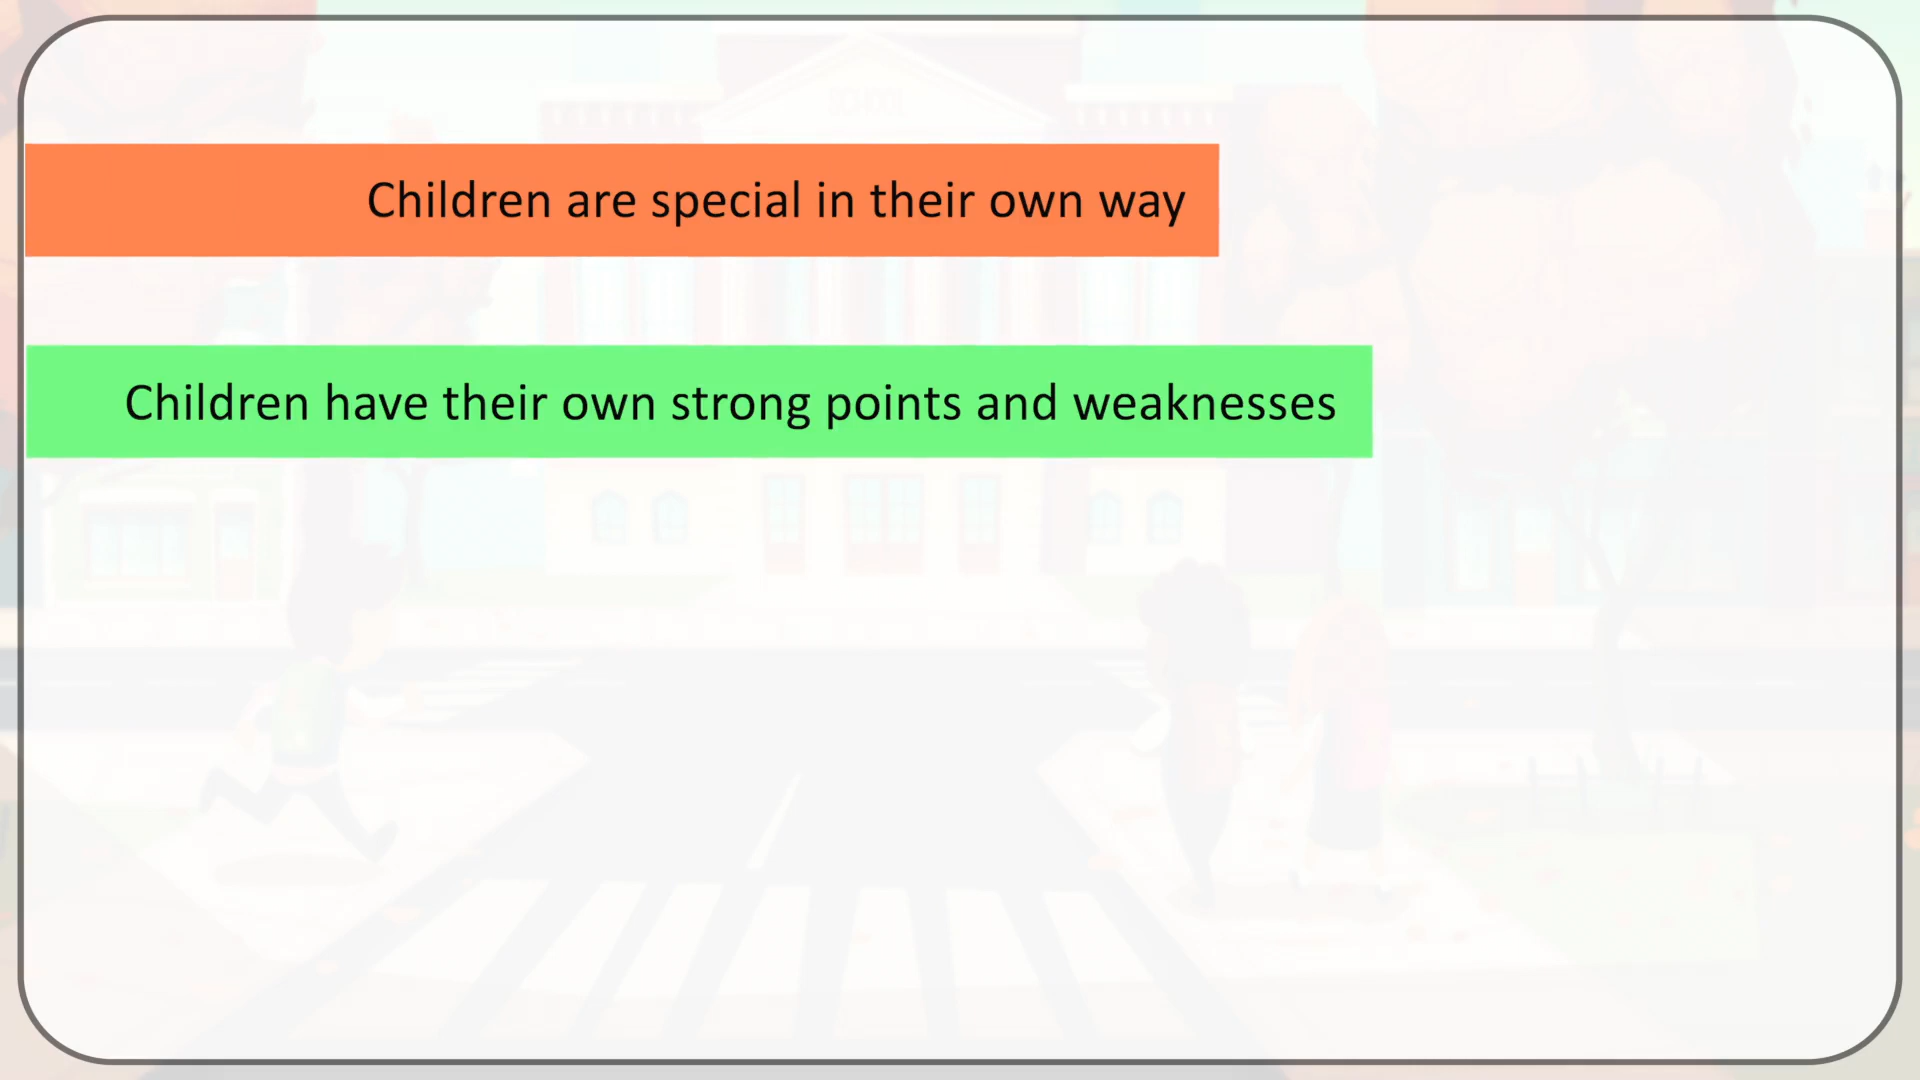 Children are special in their own way
Children have their own strong points and weaknesses